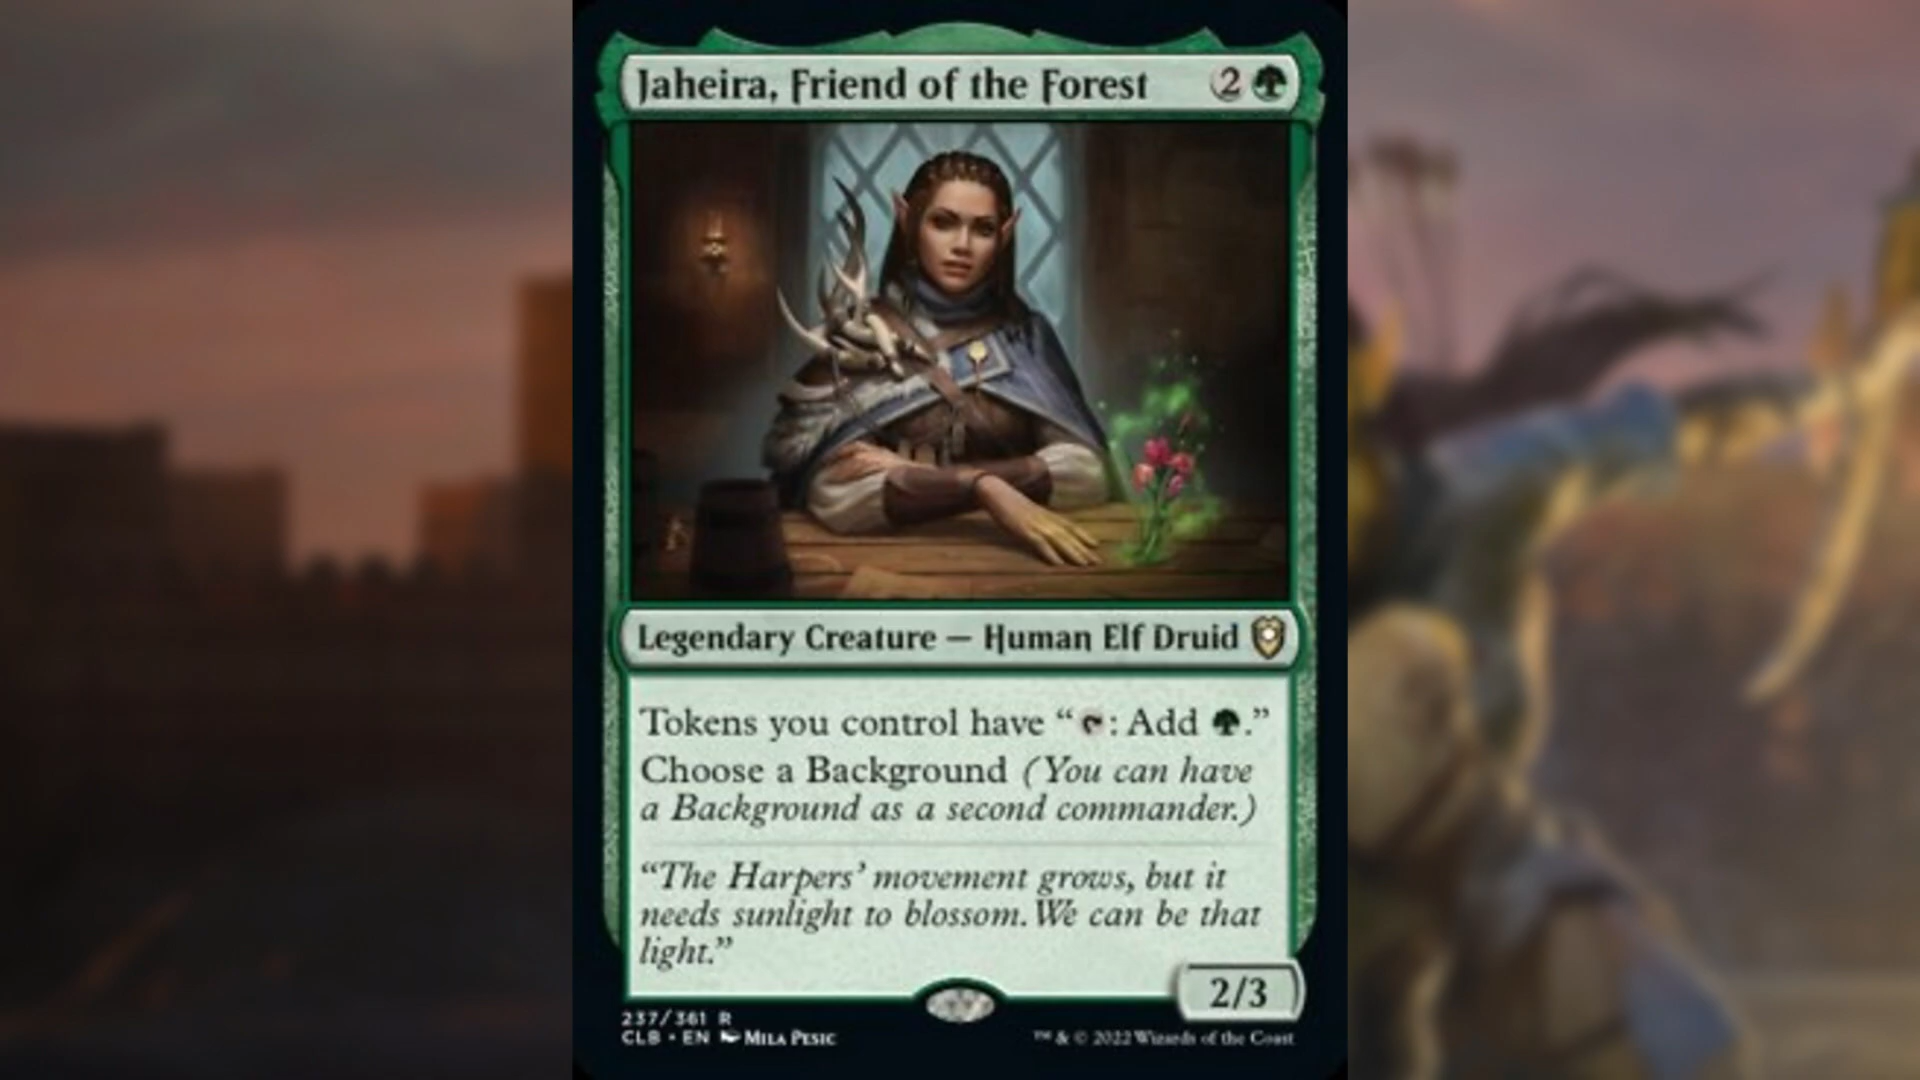 Jaheira, Friend of the Forest 2
Legendary Creature — Human Elf Druid
Tokens you control have “: Add .”
Choose a Background (You can have
a Background as a second commander.)
“The Harpers’ movement grows, but it
needs sunlight to blossom. We can be that
light.”
2/3
237/361 R
CLB • EN Mila Pesic
™ & © 2022 Wizards of the Coast